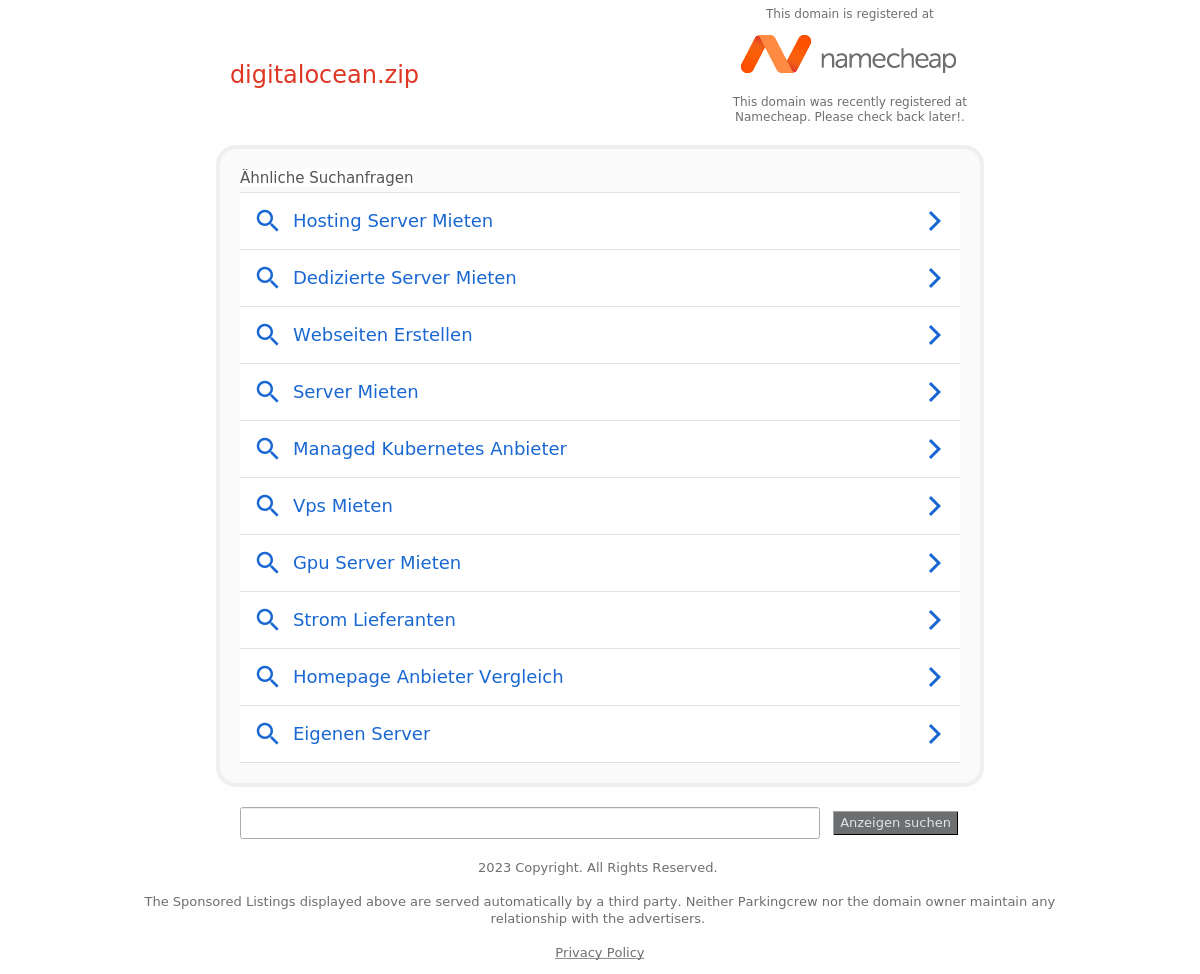 This domain is registered at
namecheap
digitalocean.zip
This domain was recently registered at
Namecheap. Please check back later!.
Ähnliche Suchanfragen
Hosting Server Mieten
Dedizierte Server Mieten
Webseiten Erstellen
Server Mieten
Managed Kubernetes Anbieter
Vps Mieten
Gpu Server Mieten
Strom Lieferanten
Homepage Anbieter Vergleich
Eigenen Server
Anzeigen suchen
2023 Copyright. All Rights Reserved.
The Sponsored Listings displayed above are served automatically by a third party. Neither Parkingcrew nor the domain owner maintain any
relationship with the advertisers.
Privacy Policy